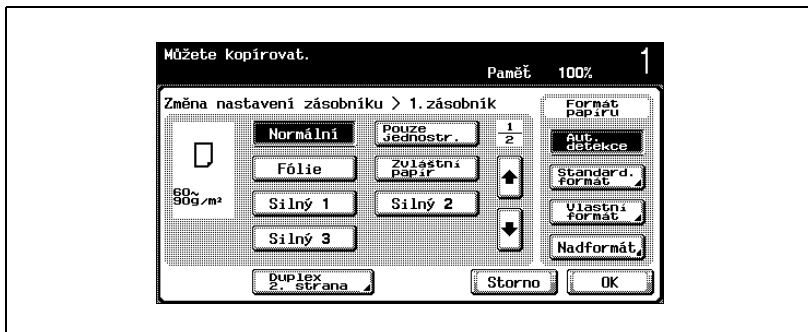 Můžete kopírovat.
Paměť 100% 1
Změna nastavení zásobníku > 1.zásobník
Formát
papíru
Normální
Pouze
jednostr.
1
2
Aut.
detekce
Fólie
Zvláštní
papír
Standard.
formát
60~
90g/m²
Silný 1
Silný 2
Vlastní
formát
Silný 3
Nadformát
Duplex
2. strana
Storno
OK